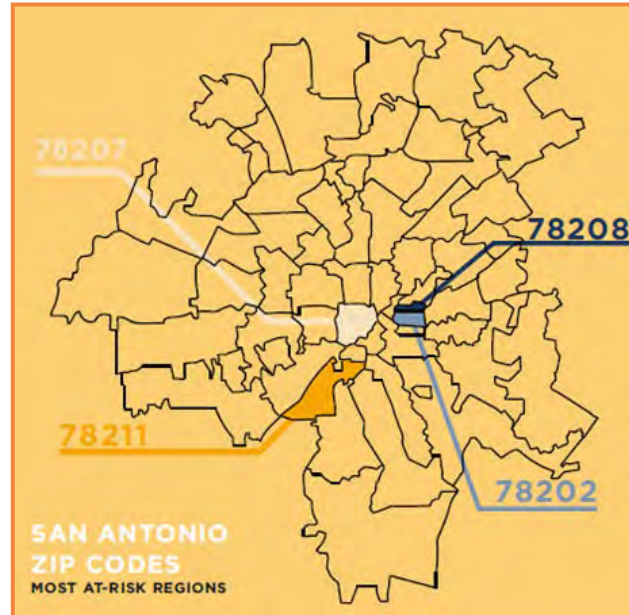 78207
78208
78211
78202
SAN ANTONIO
ZIP CODES
MOST AT-RISK REGIONS